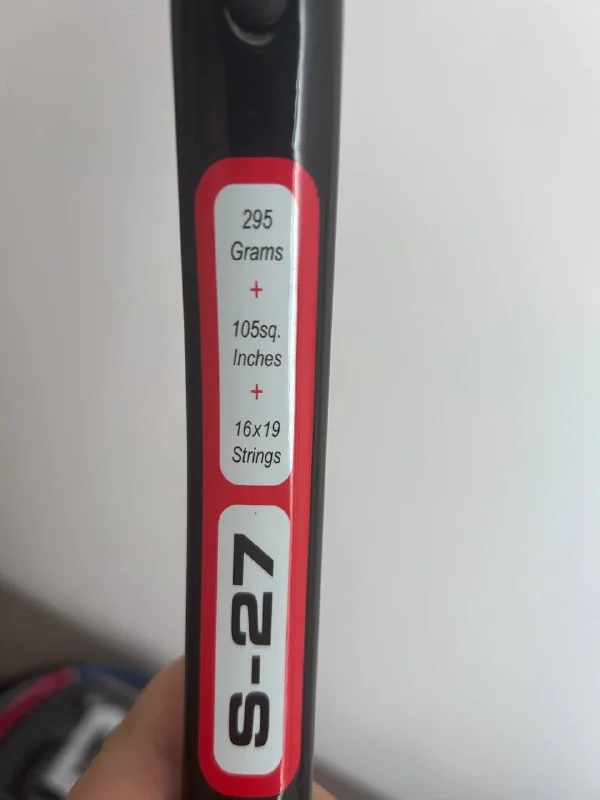 295
Grams
+
105sq.
Inches
+
16x19
Strings
S-27